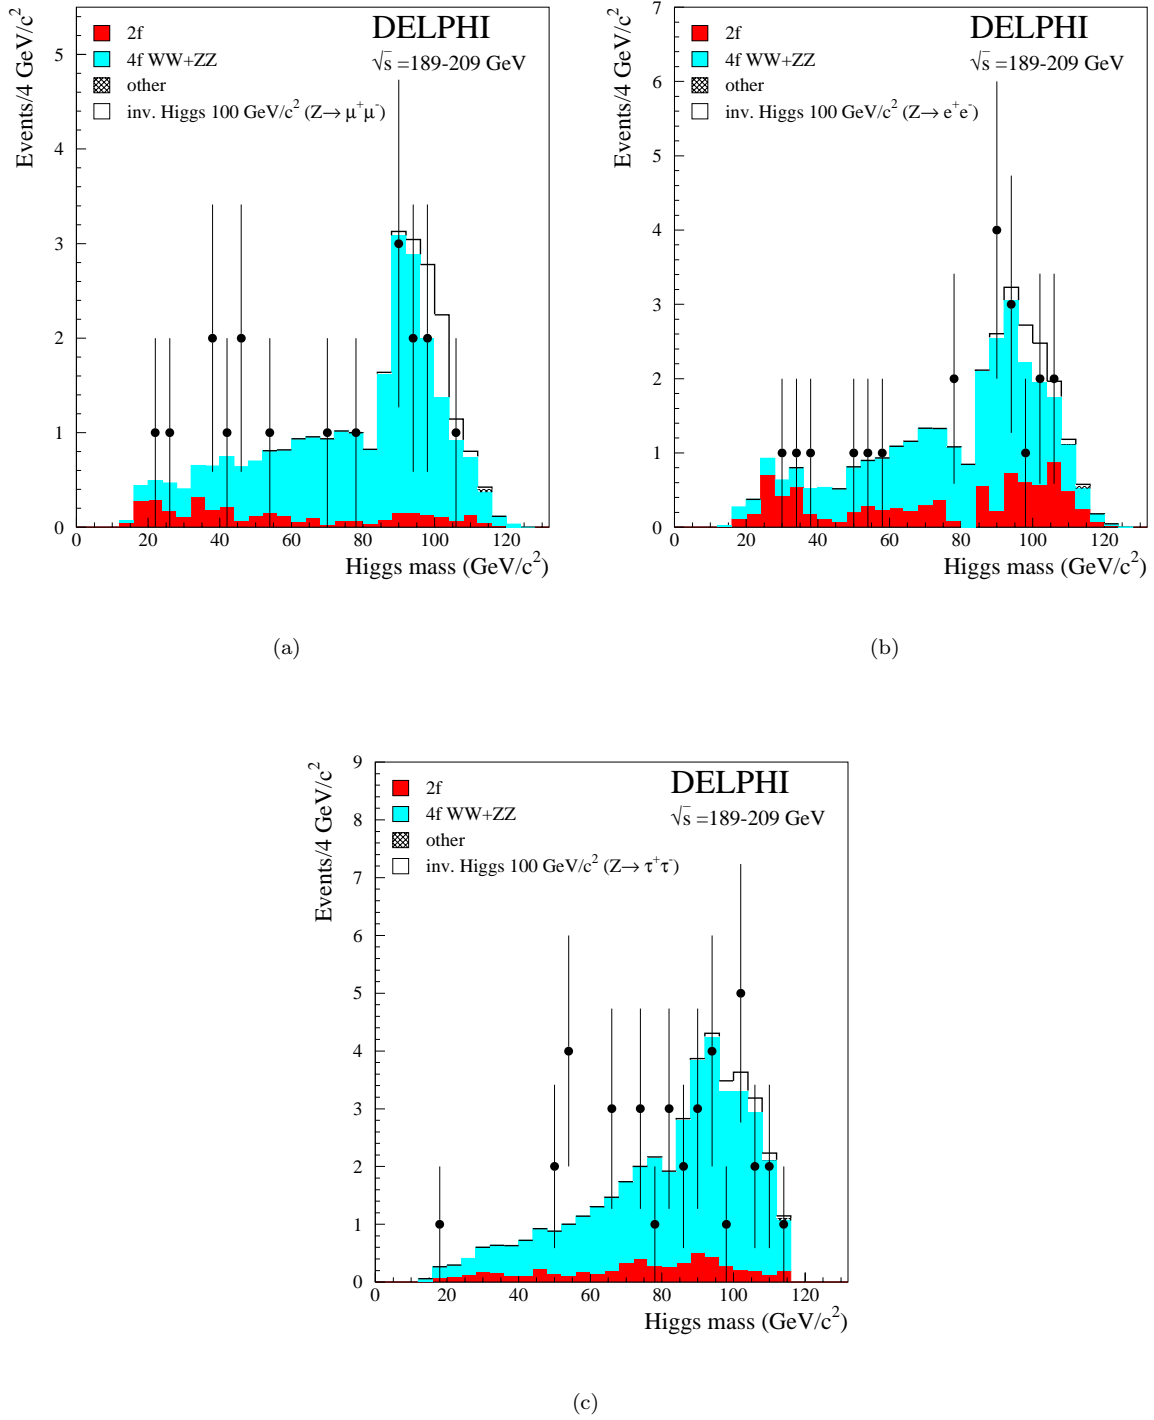 DELPHI
√s =189-209 GeV
2f
4f WW+ZZ
other
inv. Higgs 100 GeV/c² (Z→ μ⁺μ⁻)
Events/4 GeV/c²
5
4
3
2
1
0
0 20 40 60 80 100 120
Higgs mass (GeV/c²)
(a)
DELPHI
√s =189-209 GeV
2f
4f WW+ZZ
other
inv. Higgs 100 GeV/c² (Z→ e⁺e⁻)
Events/4 GeV/c²
7
6
5
4
3
2
1
0
0 20 40 60 80 100 120
Higgs mass (GeV/c²)
(b)
DELPHI
√s =189-209 GeV
2f
4f WW+ZZ
other
inv. Higgs 100 GeV/c² (Z→ τ⁺τ⁻)
Events/4 GeV/c²
9
8
7
6
5
4
3
2
1
0
0 20 40 60 80 100 120
Higgs mass (GeV/c²)
(c)